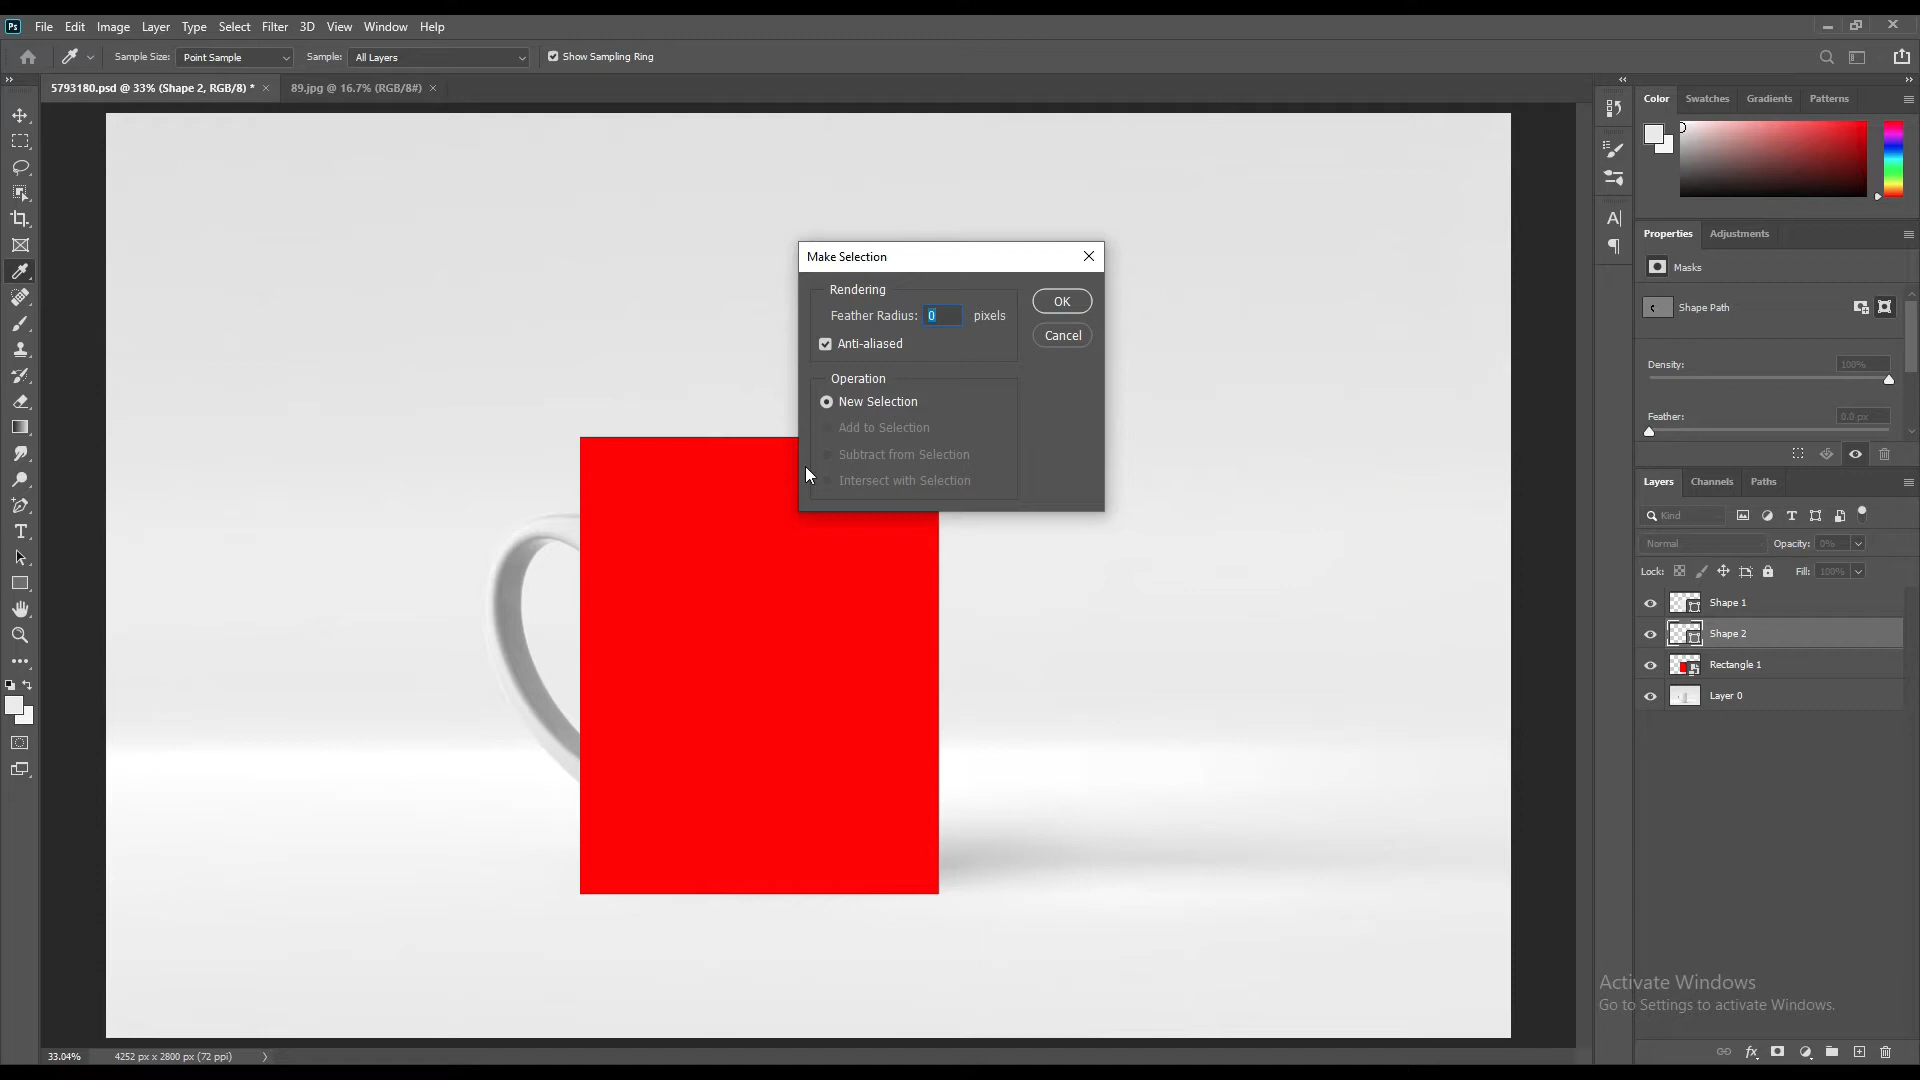 Ps File Edit Image Layer Type Select Filter 3D View Window Help
Sample Size: Point Sample Sample: All Layers Show Sampling Ring
5793180.psd @ 33% (Shape 2, RGB/8) * × 89.jpg @ 16.7% (RGB/8#) ×
Color Swatches Gradients Patterns
Properties Adjustments
Masks
Shape Path
Density: 100%
Feather: 0.0 px
Layers Channels Paths
Kind
Normal Opacity: 0%
Lock: Fill: 100%
Shape 1
Shape 2
Rectangle 1
Layer 0
Make Selection
Rendering
Feather Radius: 0 pixels
Anti-aliased
OK
Cancel
Operation
New Selection
Add to Selection
Subtract from Selection
Intersect with Selection
Activate Windows
Go to Settings to activate Windows.
33.04% 4252 px x 2800 px (72 ppi)